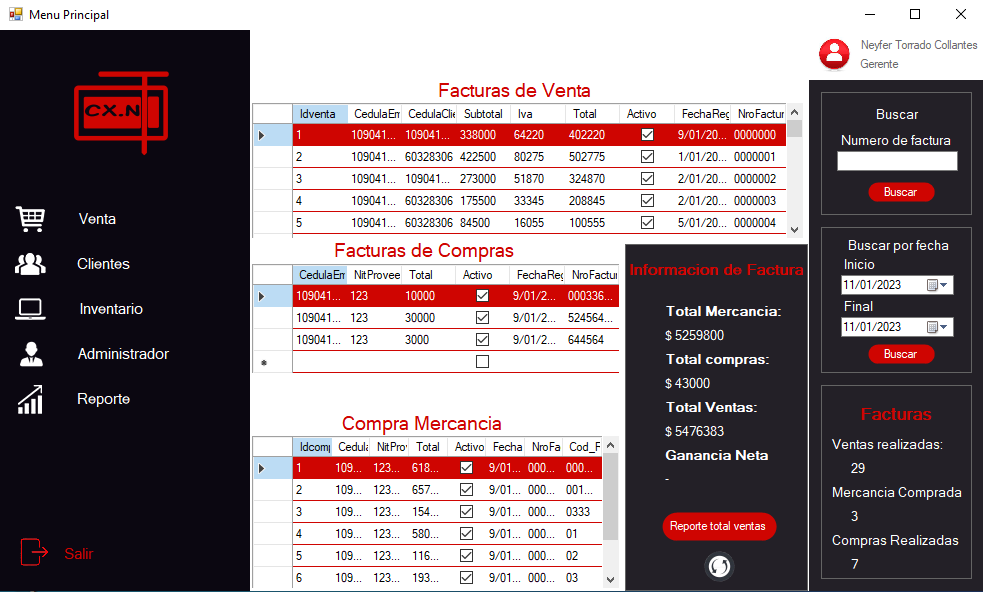 Menu Principal
CX.N
Venta
Clientes
Inventario
Administrador
Reporte
Salir
Facturas de Venta
Idventa CedulaEm CedulaClie Subtotal Iva Total Activo FechaReg NroFactur
1 109041... 109041... 338000 64220 402220 9/01/20... 0000000
2 109041... 60328306 422500 80275 502775 1/01/20... 0000001
3 109041... 109041... 273000 51870 324870 2/01/20... 0000002
4 109041... 60328306 175500 33345 208845 2/01/20... 0000003
5 109041... 60328306 84500 16055 100555 5/01/20... 0000004
Facturas de Compras
CedulaEm NitProvee Total Activo FechaReg NroFactur
109041... 123 10000 9/01/2... 000336...
109041... 123 30000 9/01/2... 524564...
109041... 123 3000 9/01/2... 644564
Compra Mercancia
Idcomp Cedula NitPro Total Activo Fecha NroFa Cod_F
1 109... 123... 618... 9/01... 000... 000...
2 109... 123... 657... 9/01... 000... 001...
3 109... 123... 154... 9/01... 000... 0333
4 109... 123... 580... 9/01... 000... 01
5 109... 123... 116... 9/01... 000... 02
6 109... 123... 193... 9/01... 000... 03
Informacion de Factura
Total Mercancia:
$ 5259800
Total compras:
$ 43000
Total Ventas:
$ 5476383
Ganancia Neta
-
Reporte total ventas
Neyfer Torrado Collantes
Gerente
Buscar
Numero de factura
Buscar
Buscar por fecha
Inicio
11/01/2023
Final
11/01/2023
Buscar
Facturas
Ventas realizadas:
29
Mercancia Comprada
3
Compras Realizadas
7